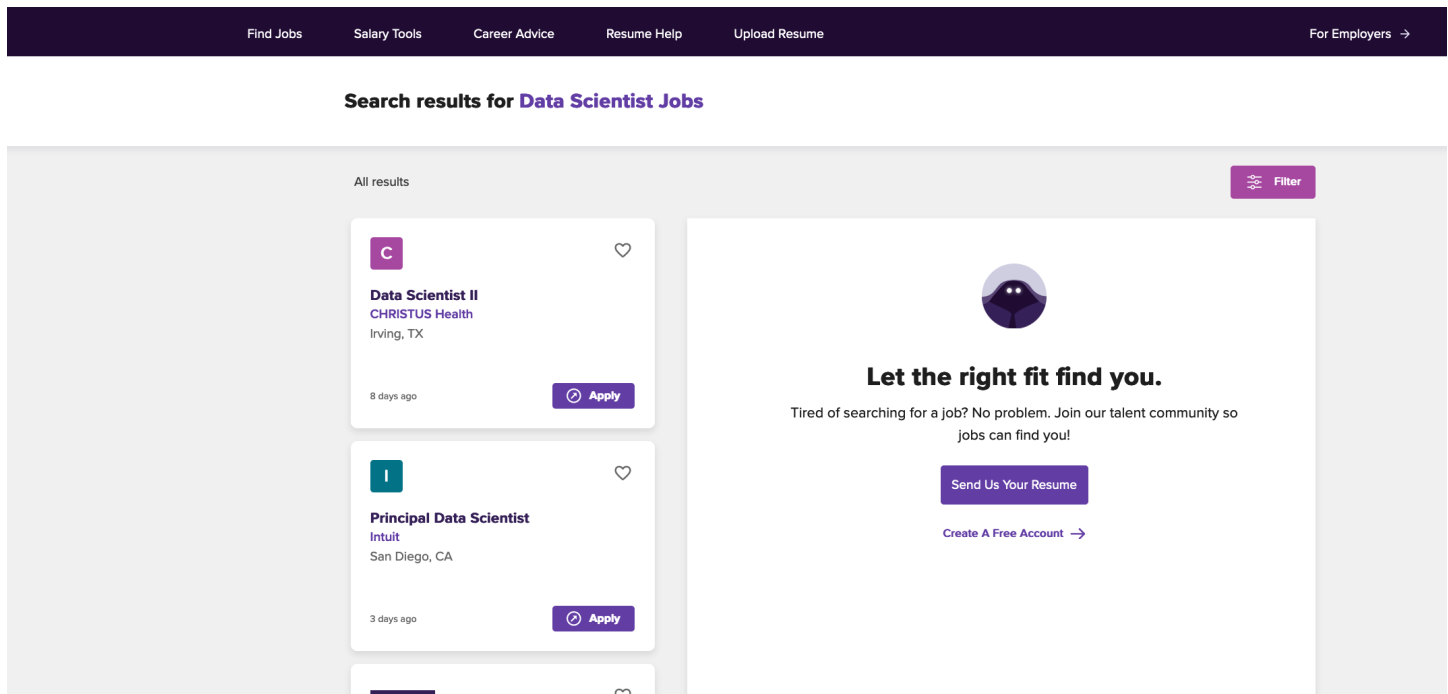 Find Jobs Salary Tools Career Advice Resume Help Upload Resume For Employers →
Search results for Data Scientist Jobs
All results
Filter
C
Data Scientist II
CHRISTUS Health
Irving, TX
8 days ago
Apply
I
Principal Data Scientist
Intuit
San Diego, CA
3 days ago
Apply
Let the right fit find you.
Tired of searching for a job? No problem. Join our talent community so
jobs can find you!
Send Us Your Resume
Create A Free Account →